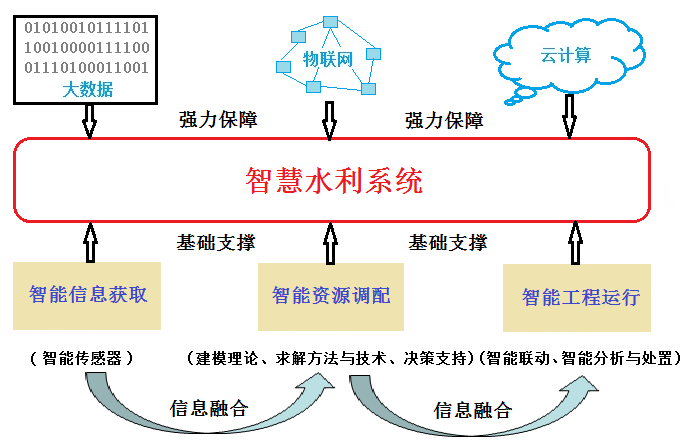 01010010111101
10010000111100
01110100011001
大数据
物联网
云计算
强力保障
强力保障
智慧水利系统
基础支撑
基础支撑
智能信息获取
智能资源调配
智能工程运行
(智能传感器)
(建模理论、求解方法与技术、决策支持)
(智能联动、智能分析与处置)
信息融合
信息融合